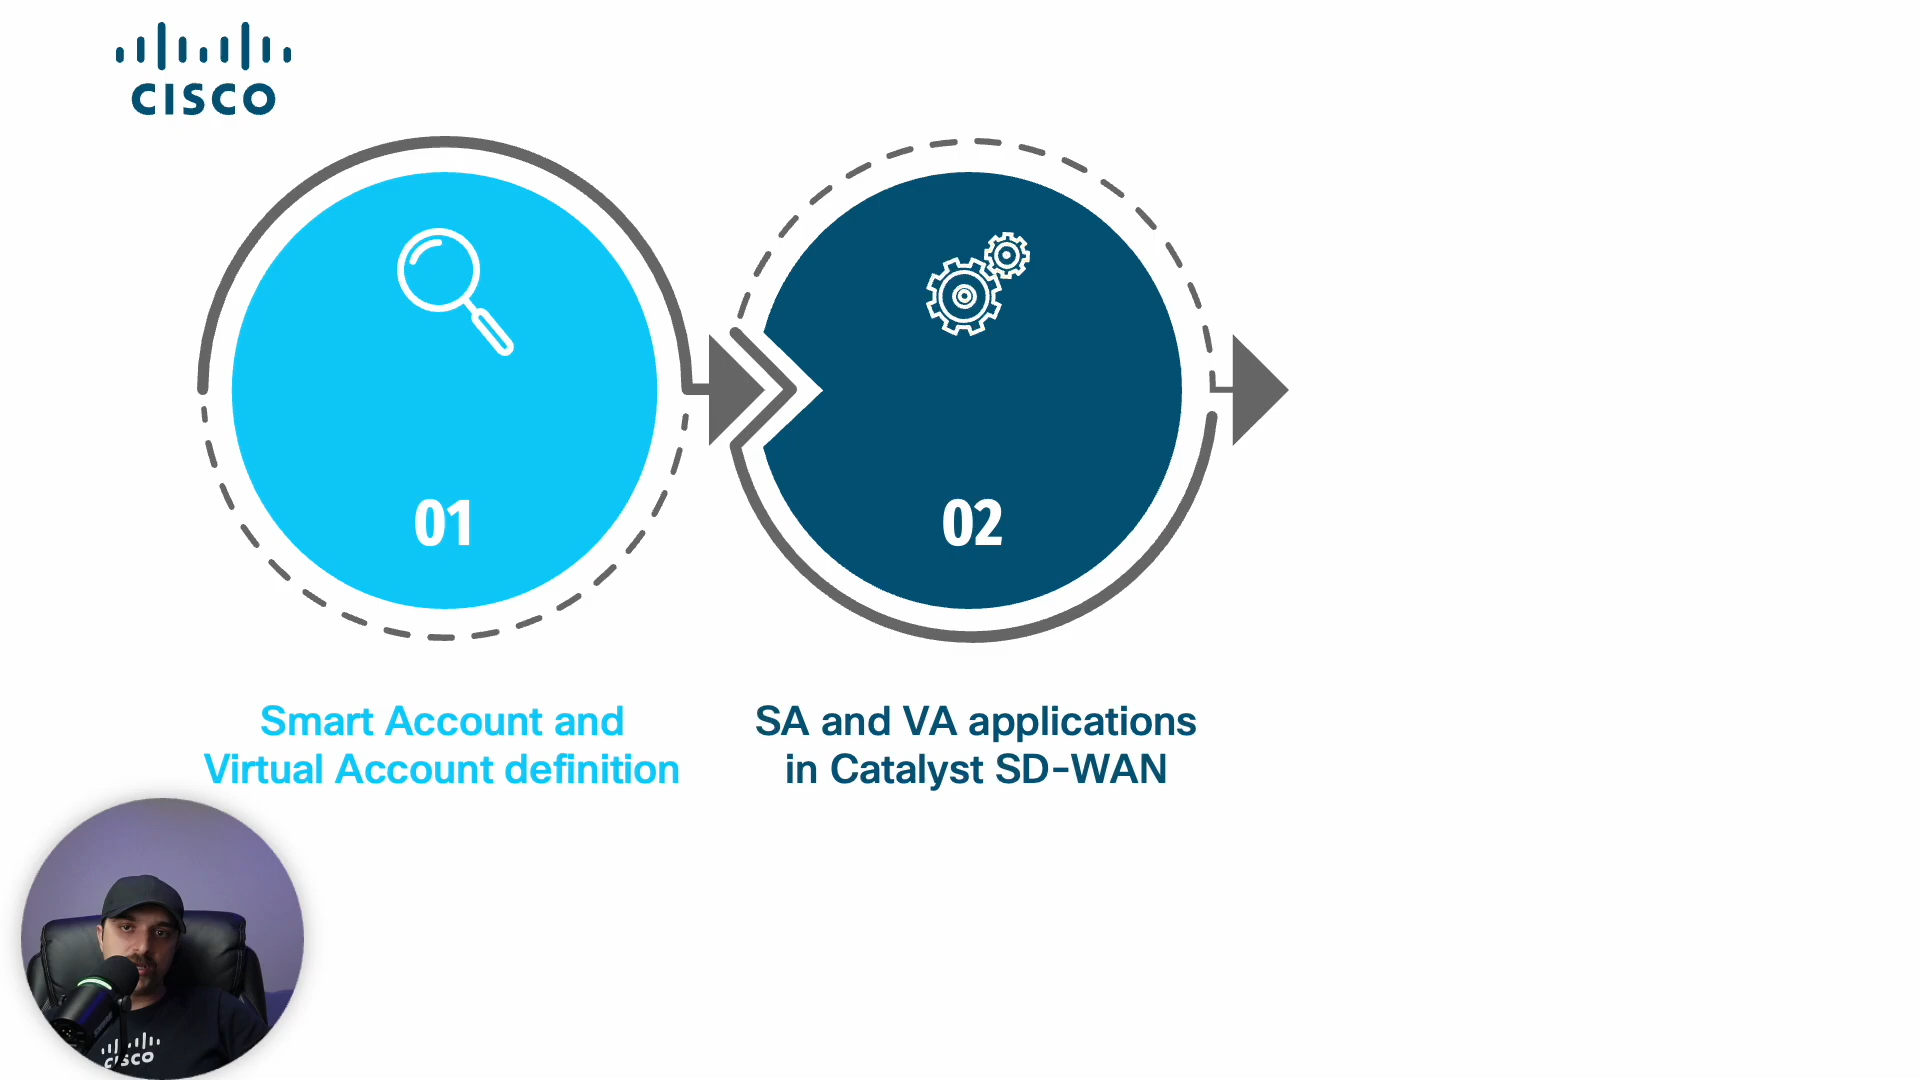 CISCO
01
02
Smart Account and
Virtual Account definition
SA and VA applications
in Catalyst SD-WAN
CISCO